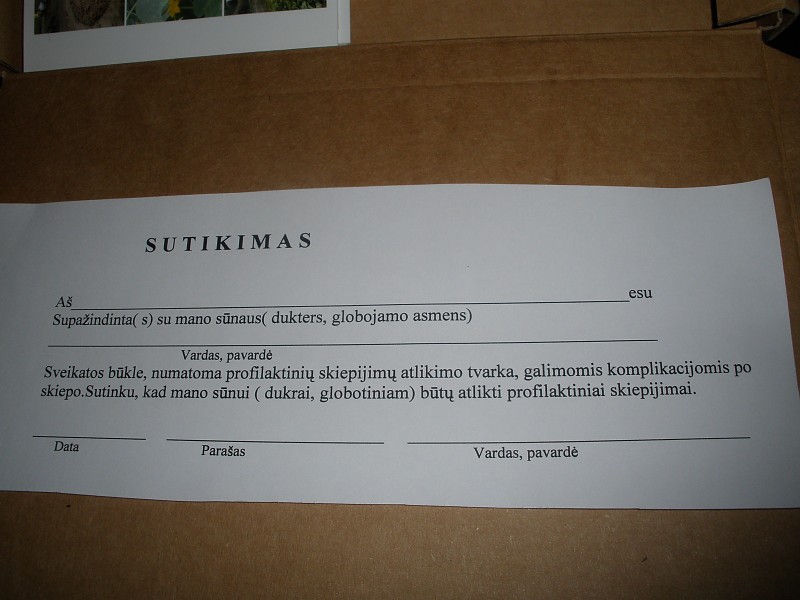 SUTIKIMAS
Aš esu
Supažindinta( s) su mano sūnaus( dukters, globojamo asmens)
Vardas, pavardė
Sveikatos būkle, numatoma profilaktinių skiepijimų atlikimo tvarka, galimomis komplikacijomis po
skiepo.Sutinku, kad mano sūnui ( dukrai, globotiniam) būtų atlikti profilaktiniai skiepijimai.
Data Parašas Vardas, pavardė